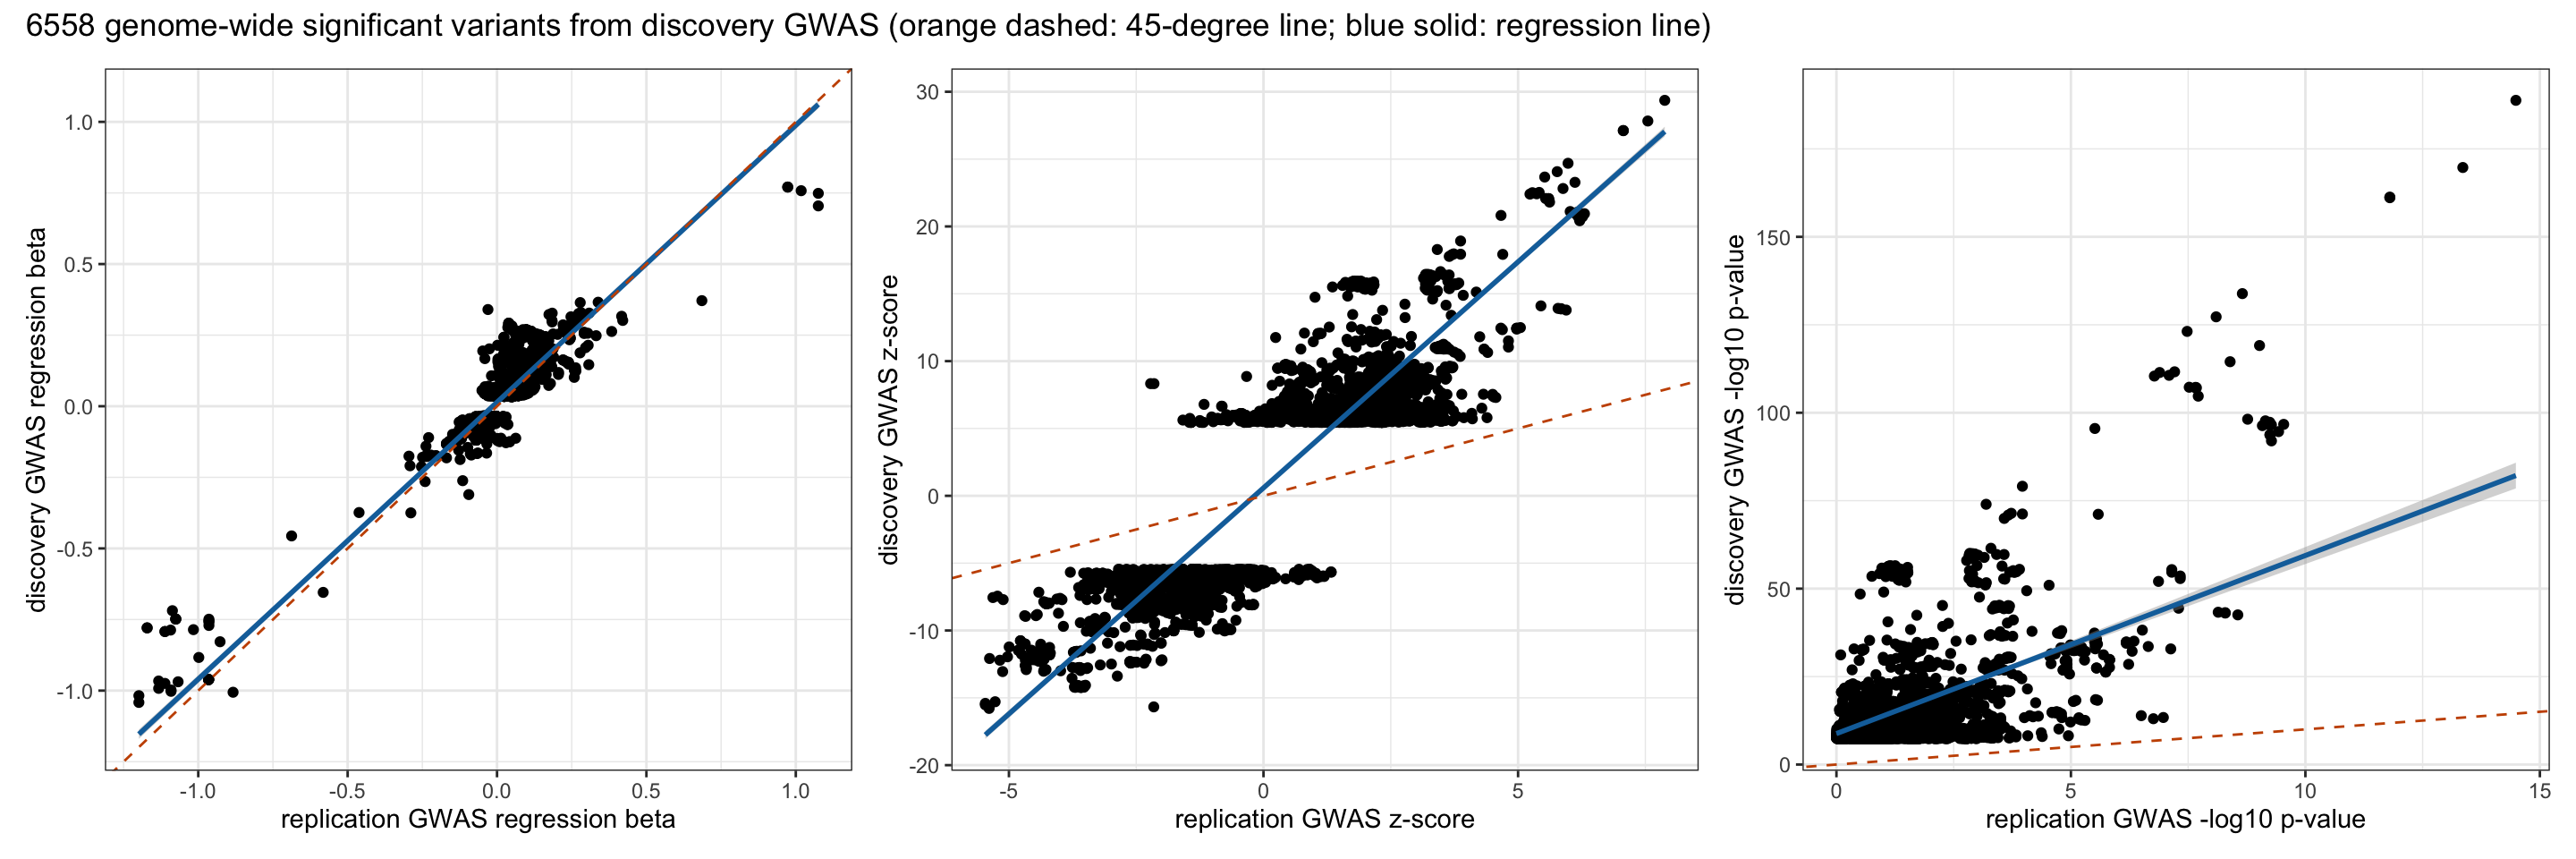 6558 genome-wide significant variants from discovery GWAS (orange dashed: 45-degree line; blue solid: regression line)
discovery GWAS regression beta
1.0
0.5
0.0
-0.5
-1.0
-1.0 -0.5 0.0 0.5 1.0
replication GWAS regression beta
discovery GWAS z-score
30
20
10
0
-10
-20
-5 0 5
replication GWAS z-score
discovery GWAS -log10 p-value
150
100
50
0
0 5 10 15
replication GWAS -log10 p-value